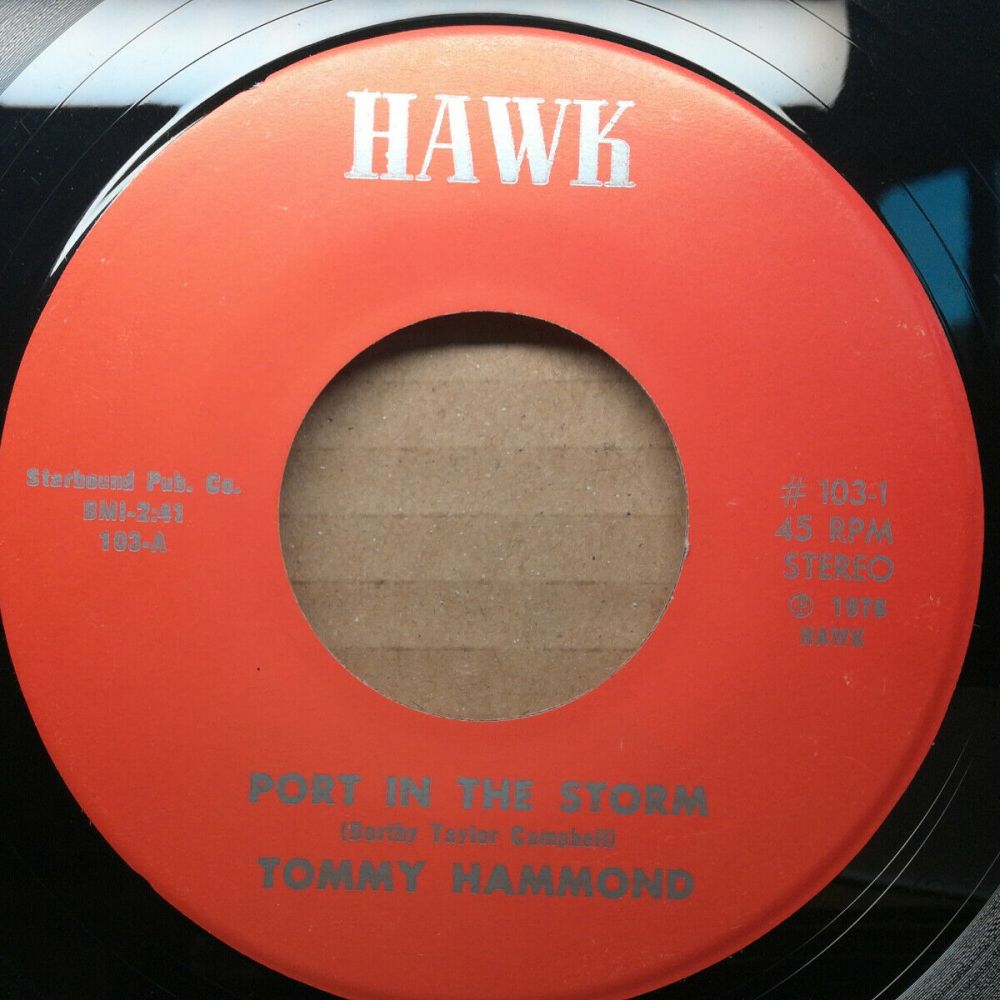 HAWK
Starbound Pub. Co.
BMI-2:41
103-A
# 103-1
45 RPM
STEREO
Ⓟ 1976
HAWK
PORT IN THE STORM
(Dorthy Taylor Campbell)
TOMMY HAMMOND